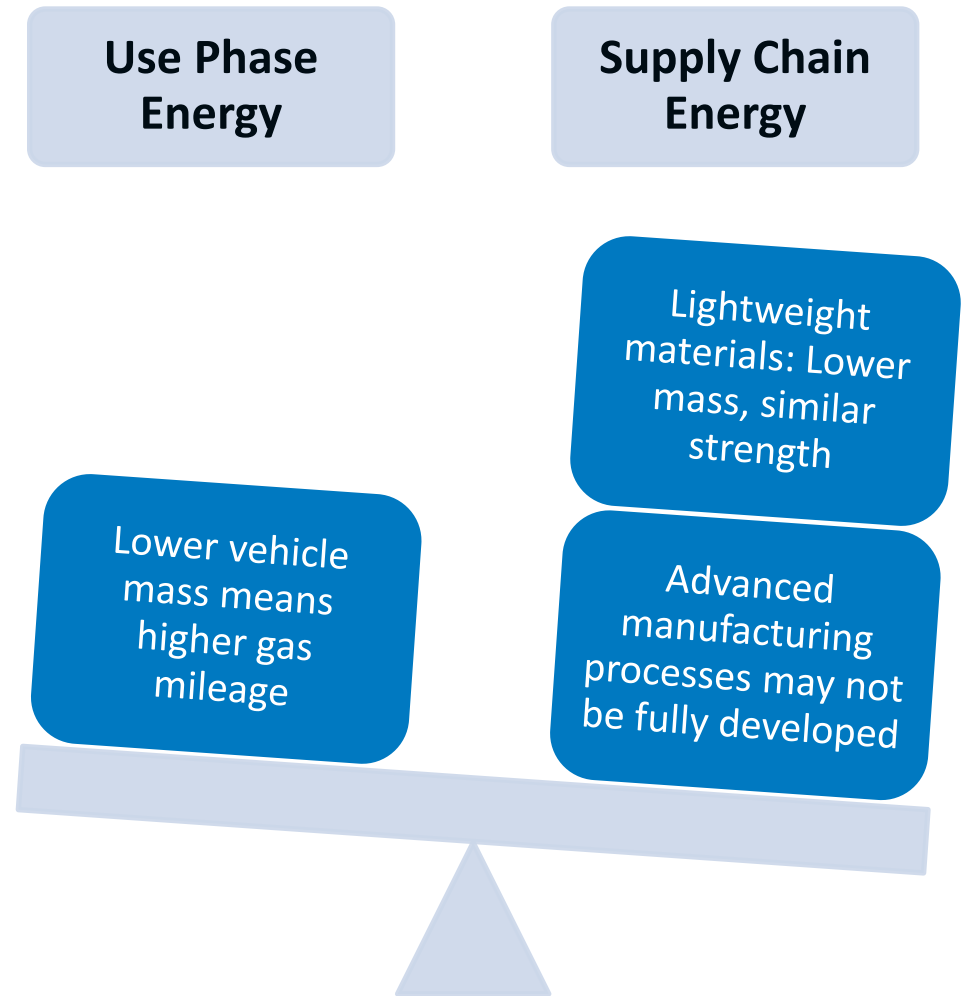 Use Phase
Energy
Supply Chain
Energy
Lightweight
materials: Lower
mass, similar
strength
Lower vehicle
mass means
higher gas
mileage
Advanced
manufacturing
processes may not
be fully developed